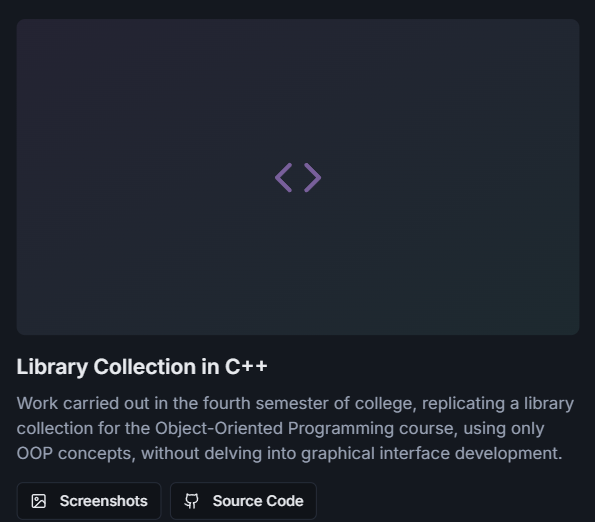 Library Collection in C++
Work carried out in the fourth semester of college, replicating a library
collection for the Object-Oriented Programming course, using only
OOP concepts, without delving into graphical interface development.
Screenshots Source Code